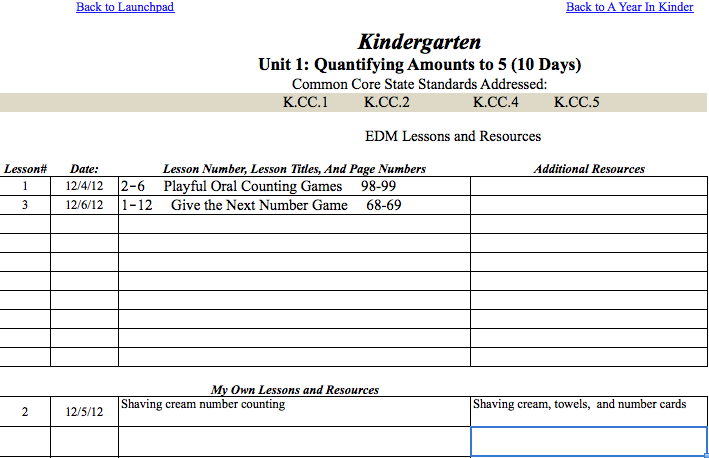 Back to Launchpad Back to A Year In Kinder
Kindergarten
Unit 1: Quantifying Amounts to 5 (10 Days)
Common Core State Standards Addressed:
K.CC.1 K.CC.2 K.CC.4 K.CC.5
EDM Lessons and Resources
Lesson# Date: Lesson Number, Lesson Titles, And Page Numbers Additional Resources
1 12/4/12 2-6 Playful Oral Counting Games 98-99
3 12/6/12 1-12 Give the Next Number Game 68-69
My Own Lessons and Resources
2 12/5/12 Shaving cream number counting Shaving cream, towels, and number cards